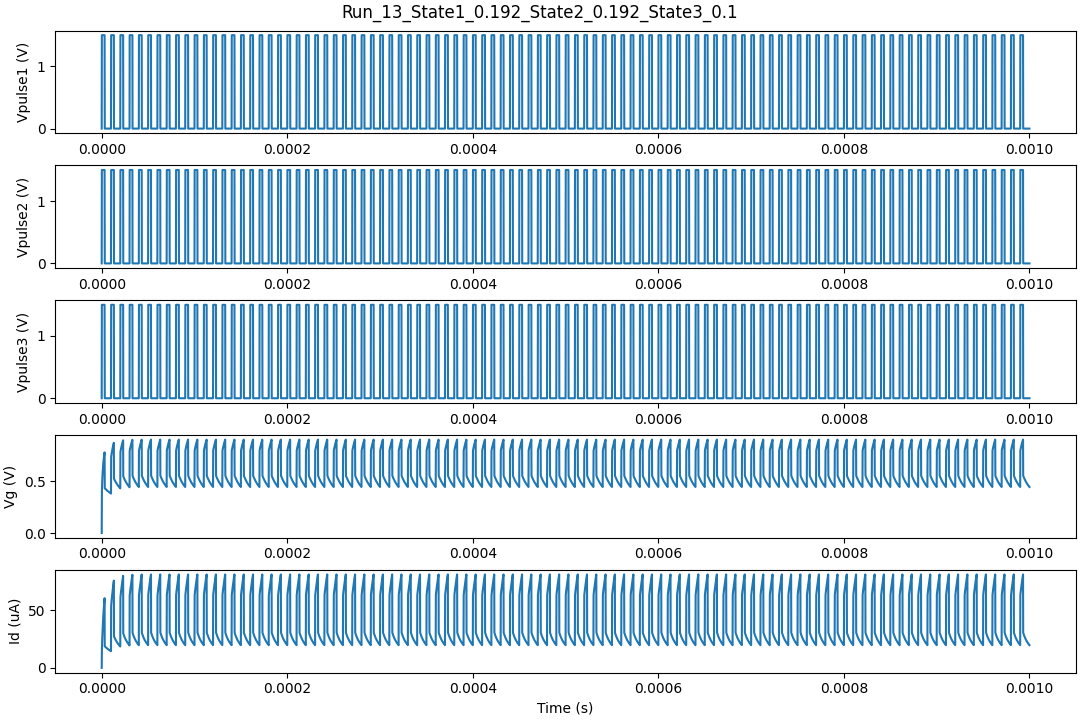 Run_13_State1_0.192_State2_0.192_State3_0.1
Vpulse1 (V)
1
0
0.0000 0.0002 0.0004 0.0006 0.0008 0.0010
Vpulse2 (V)
1
0
0.0000 0.0002 0.0004 0.0006 0.0008 0.0010
Vpulse3 (V)
1
0
0.0000 0.0002 0.0004 0.0006 0.0008 0.0010
Vg (V)
0.5
0.0
0.0000 0.0002 0.0004 0.0006 0.0008 0.0010
Id (uA)
50
0
0.0000 0.0002 0.0004 0.0006 0.0008 0.0010
Time (s)